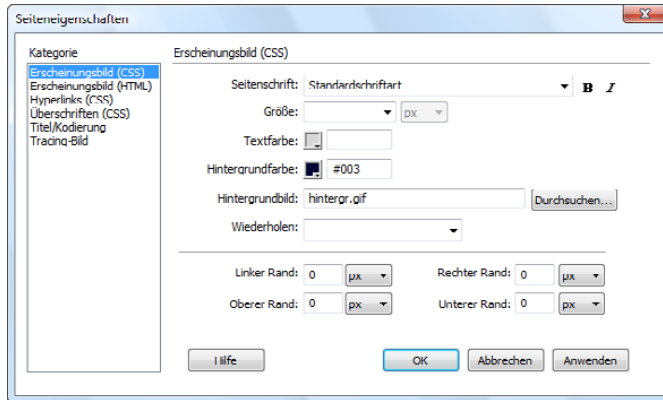 Seiteneigenschaften
Kategorie
Erscheinungsbild (CSS)
Erscheinungsbild (HTML)
Hyperlinks (CSS)
Überschriften (CSS)
Titel/Kodierung
Tracing-Bild
Erscheinungsbild (CSS)
Seitenschrift: Standardschriftart B I
Größe: px
Textfarbe:
Hintergrundfarbe: #003
Hintergrundbild: hintergr.gif Durchsuchen...
Wiederholen:
Linker Rand: 0 px Rechter Rand: 0 px
Oberer Rand: 0 px Unterer Rand: 0 px
Hilfe OK Abbrechen Anwenden